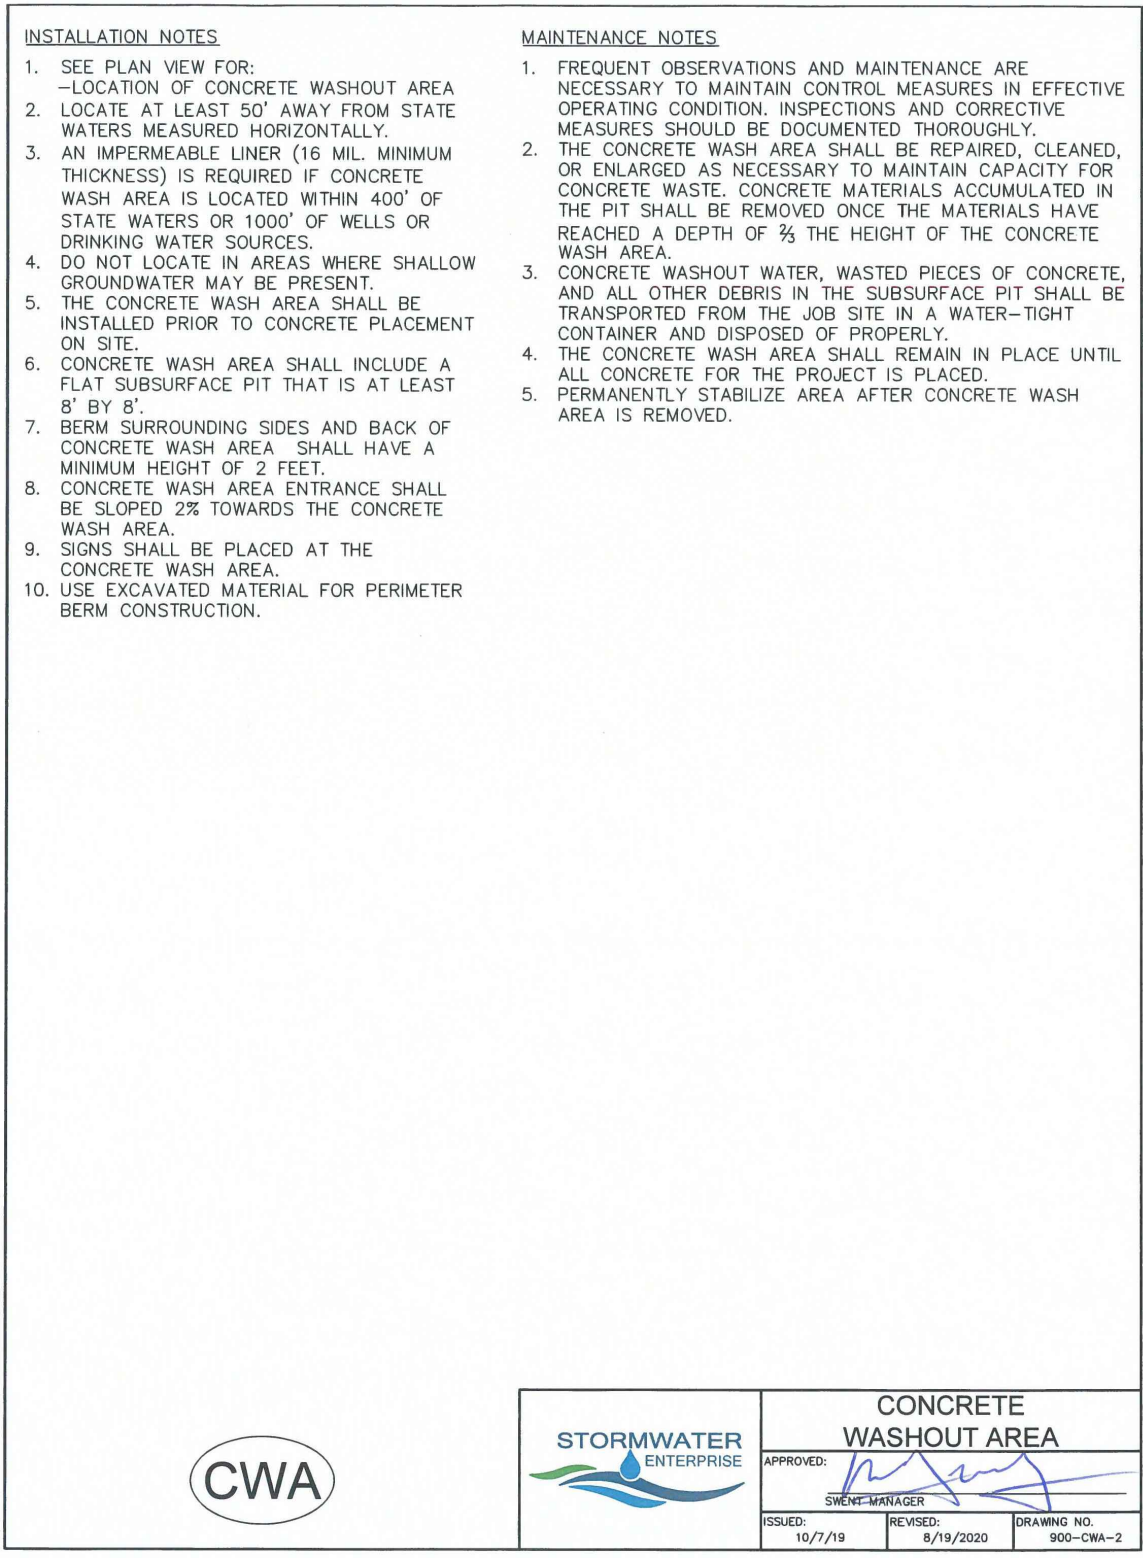 INSTALLATION NOTES
1. SEE PLAN VIEW FOR:
-LOCATION OF CONCRETE WASHOUT AREA
2. LOCATE AT LEAST 50' AWAY FROM STATE
WATERS MEASURED HORIZONTALLY.
3. AN IMPERMEABLE LINER (16 MIL. MINIMUM
THICKNESS) IS REQUIRED IF CONCRETE
WASH AREA IS LOCATED WITHIN 400' OF
STATE WATERS OR 1000' OF WELLS OR
DRINKING WATER SOURCES.
4. DO NOT LOCATE IN AREAS WHERE SHALLOW
GROUNDWATER MAY BE PRESENT.
5. THE CONCRETE WASH AREA SHALL BE
INSTALLED PRIOR TO CONCRETE PLACEMENT
ON SITE.
6. CONCRETE WASH AREA SHALL INCLUDE A
FLAT SUBSURFACE PIT THAT IS AT LEAST
8' BY 8'.
7. BERM SURROUNDING SIDES AND BACK OF
CONCRETE WASH AREA SHALL HAVE A
MINIMUM HEIGHT OF 2 FEET.
8. CONCRETE WASH AREA ENTRANCE SHALL
BE SLOPED 2% TOWARDS THE CONCRETE
WASH AREA.
9. SIGNS SHALL BE PLACED AT THE
CONCRETE WASH AREA.
10. USE EXCAVATED MATERIAL FOR PERIMETER
BERM CONSTRUCTION.
MAINTENANCE NOTES
1. FREQUENT OBSERVATIONS AND MAINTENANCE ARE
NECESSARY TO MAINTAIN CONTROL MEASURES IN EFFECTIVE
OPERATING CONDITION. INSPECTIONS AND CORRECTIVE
MEASURES SHOULD BE DOCUMENTED THOROUGHLY.
2. THE CONCRETE WASH AREA SHALL BE REPAIRED, CLEANED,
OR ENLARGED AS NECESSARY TO MAINTAIN CAPACITY FOR
CONCRETE WASTE. CONCRETE MATERIALS ACCUMULATED IN
THE PIT SHALL BE REMOVED ONCE THE MATERIALS HAVE
REACHED A DEPTH OF ⅔ THE HEIGHT OF THE CONCRETE
WASH AREA.
3. CONCRETE WASHOUT WATER, WASTED PIECES OF CONCRETE,
AND ALL OTHER DEBRIS IN THE SUBSURFACE PIT SHALL BE
TRANSPORTED FROM THE JOB SITE IN A WATER-TIGHT
CONTAINER AND DISPOSED OF PROPERLY.
4. THE CONCRETE WASH AREA SHALL REMAIN IN PLACE UNTIL
ALL CONCRETE FOR THE PROJECT IS PLACED.
5. PERMANENTLY STABILIZE AREA AFTER CONCRETE WASH
AREA IS REMOVED.
CWA
STORMWATER
ENTERPRISE
CONCRETE
WASHOUT AREA
APPROVED:
SWENT MANAGER
ISSUED:
10/7/19
REVISED:
8/19/2020
DRAWING NO.
900-CWA-2